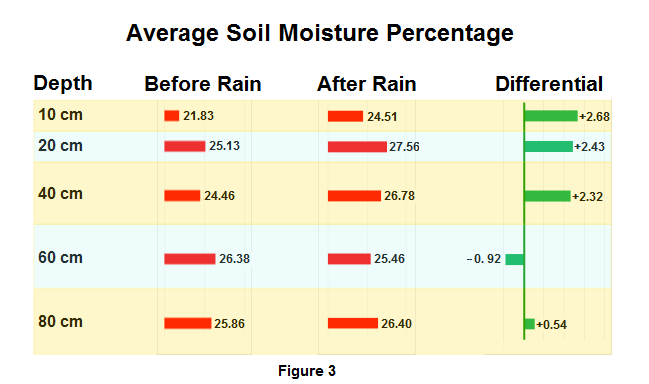 Average Soil Moisture Percentage
Depth Before Rain After Rain Differential
10 cm 21.83 24.51 +2.68
20 cm 25.13 27.56 +2.43
40 cm 24.46 26.78 +2.32
60 cm 26.38 25.46 -0.92
80 cm 25.86 26.40 +0.54
Figure 3